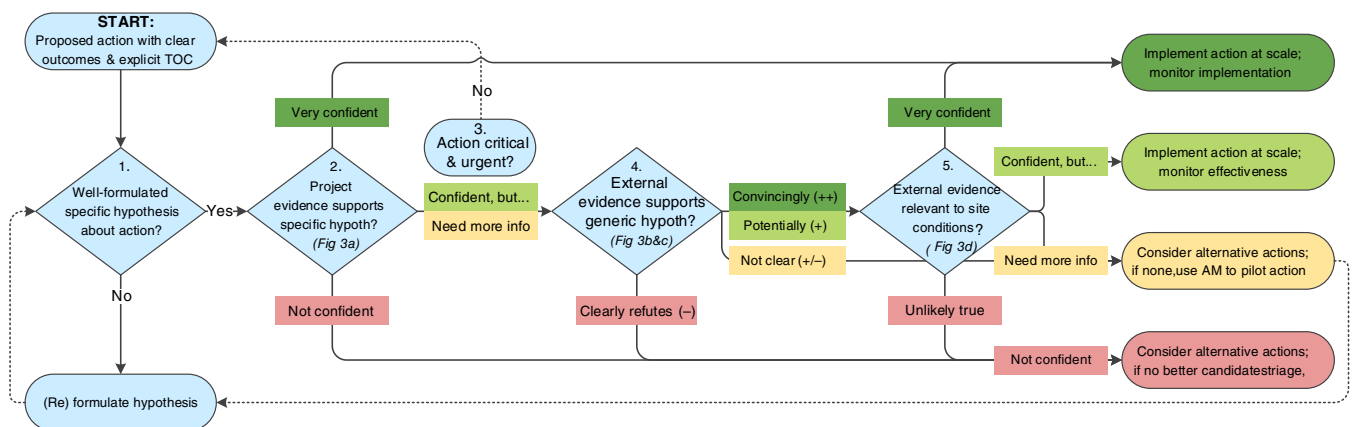 START:
Proposed action with clear
outcomes & explicit TOC
No
Very confident
Very confident
Implement action at scale;
monitor implementation
1.
Well-formulated
specific hypothesis
about action?
Yes
2.
Project
evidence supports
specific hypoth?
(Fig 3a)
3.
Action critical
& urgent?
Confident, but...
Need more info
4.
External
evidence supports
generic hypoth?
(Fig 3b&c)
Convincingly (++)
Potentially (+)
Not clear (+/–)
5.
External evidence
relevant to site
conditions?
( Fig 3d)
Confident, but...
Need more info
Implement action at scale;
monitor effectiveness
Consider alternative actions;
if none,use AM to pilot action
No
Not confident
Clearly refutes (–)
Unlikely true
Not confident
Consider alternative actions;
if no better candidatestriage,
(Re) formulate hypothesis